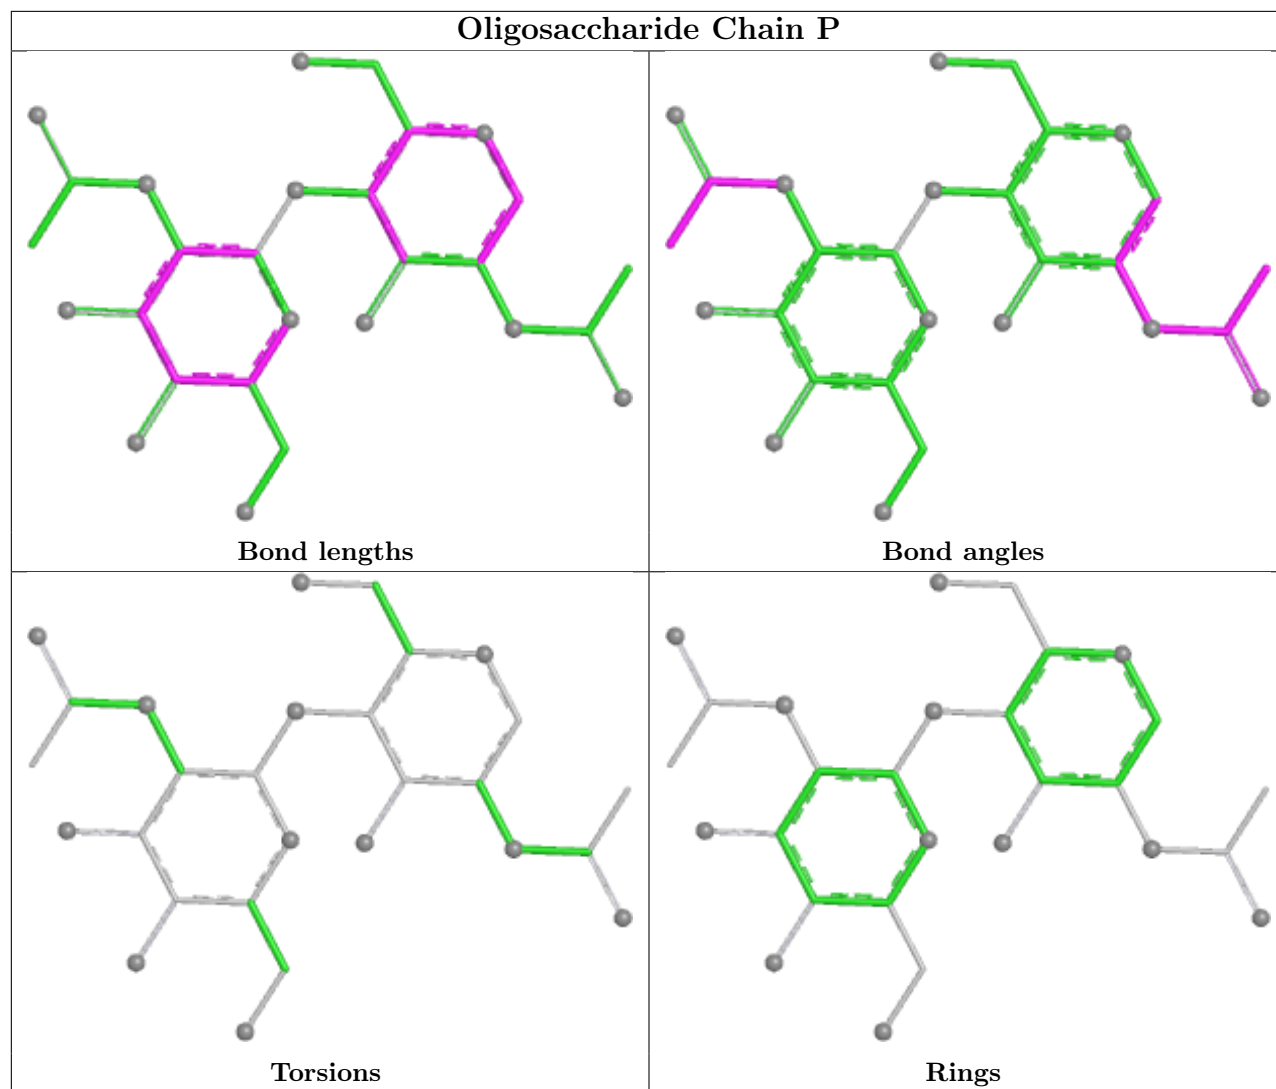 Oligosaccharide Chain P
Bond lengths
Bond angles
Torsions
Rings